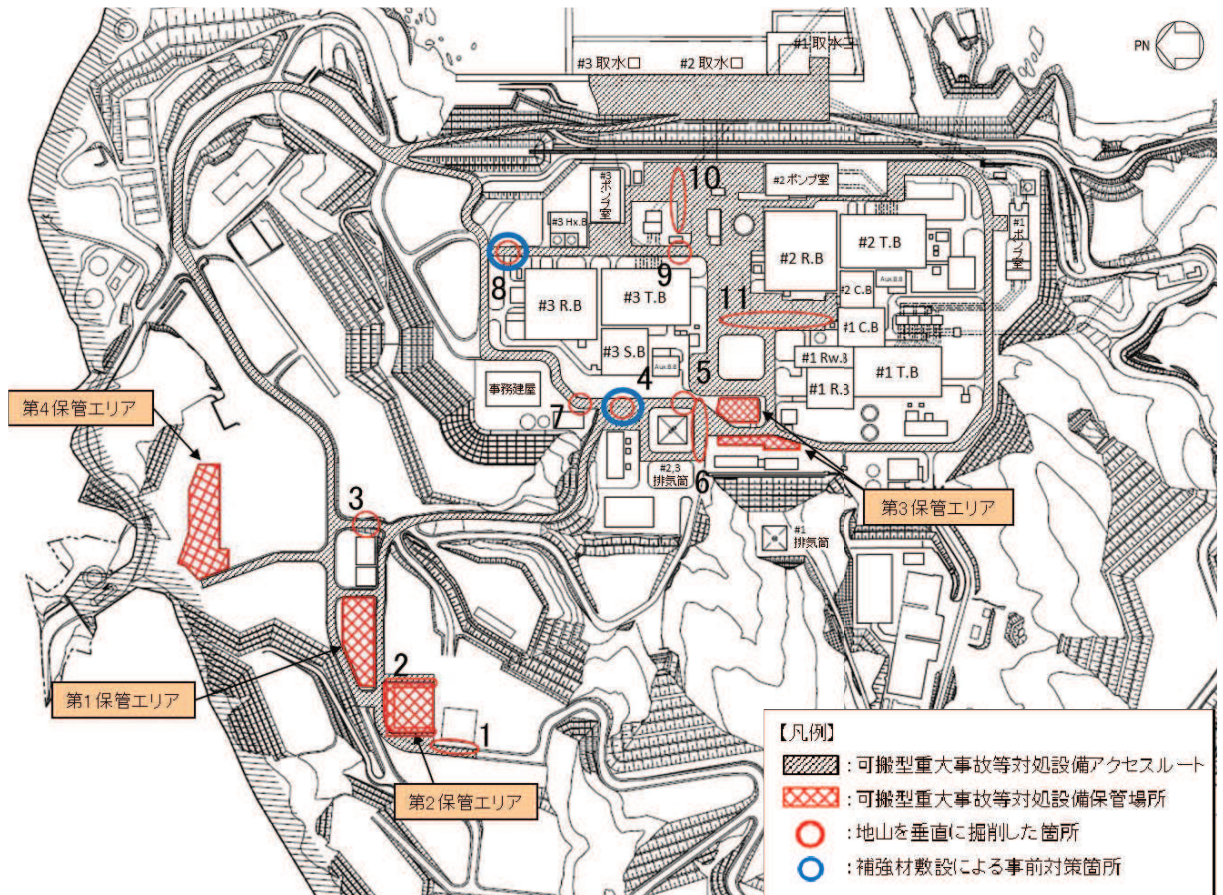 #1 取水口
#3 取水口
#2 取水口
PN
#3
ポンプ室
10
#2 ポンプ室
#1
ポンプ室
#3 Hx.B
#2 T.B
#2 R.B
9
8
#3 R.B
#3 T.B
11
#2 C.B
Aux.B.B
#1 C.B
#3 S.B
Aux.B.B
#1 Rw.B
#1 R.B
#1 T.B
4
5
事務建屋
7
第4保管エリア
#2,3
排気筒
6
第3保管エリア
3
#1
排気筒
2
第1保管エリア
1
第2保管エリア
【凡例】
:可搬型重大事故等対処設備アクセスルート
:可搬型重大事故等対処設備保管場所
:地山を垂直に掘削した箇所
:補強材敷設による事前対策箇所